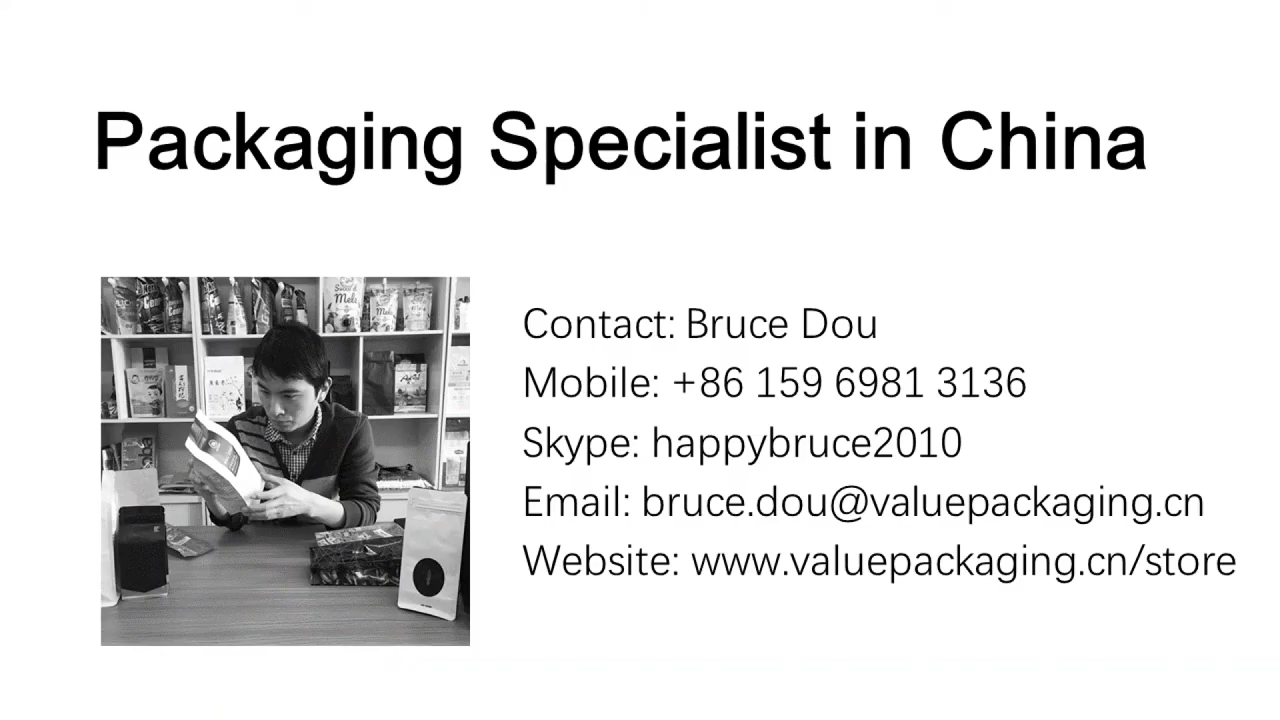 Packaging Specialist in China
Contact: Bruce Dou
Mobile: +86 159 6981 3136
Skype: happybruce2010
Email: bruce.dou@valuepackaging.cn
Website: www.valuepackaging.cn/store